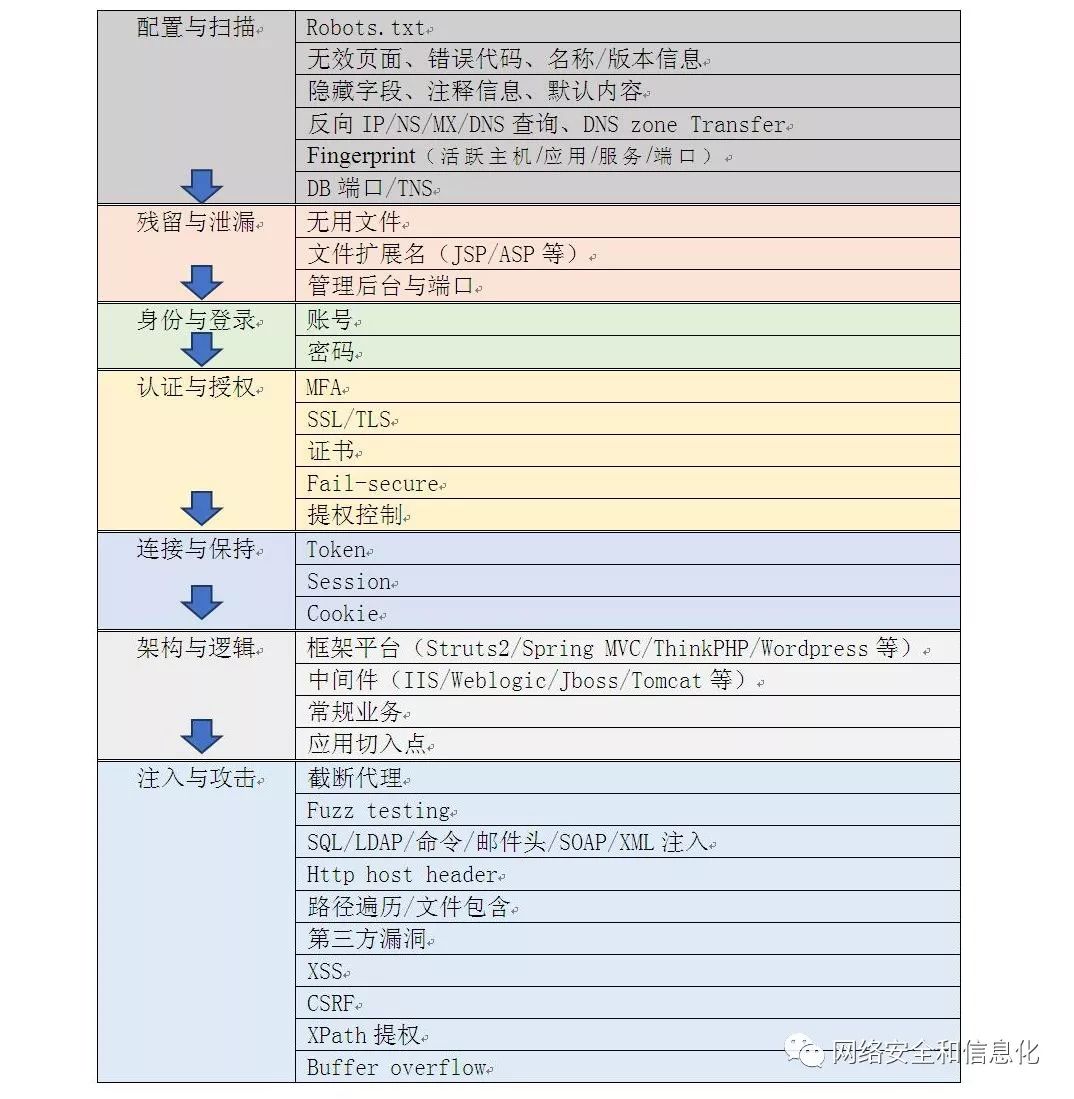 配置与扫描
Robots.txt
无效页面、错误代码、名称/版本信息
隐藏字段、注释信息、默认内容
反向 IP/NS/MX/DNS 查询、DNS zone Transfer
Fingerprint（活跃主机/应用/服务/端口）
DB 端口/TNS
残留与泄漏
无用文件
文件扩展名（JSP/ASP 等）
管理后台与端口
身份与登录
账号
密码
认证与授权
MFA
SSL/TLS
证书
Fail-secure
提权控制
连接与保持
Token
Session
Cookie
架构与逻辑
框架平台（Struts2/Spring MVC/ThinkPHP/Wordpress 等）
中间件（IIS/Weblogic/Jboss/Tomcat 等）
常规业务
应用切入点
注入与攻击
截断代理
Fuzz testing
SQL/LDAP/命令/邮件头/SOAP/XML 注入
Http host header
路径遍历/文件包含
第三方漏洞
XSS
CSRF
XPath 提权
Buffer overflow
网络安全和信息化